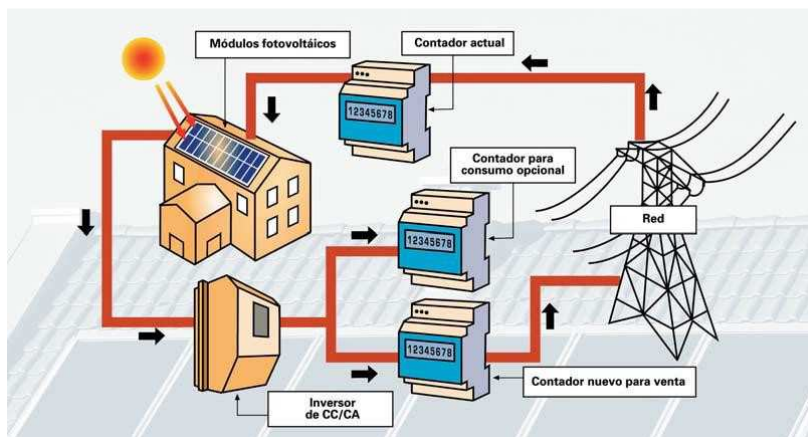 Módulos fotovoltáicos
Contador actual
12345678
Contador para
consumo opcional
12345678
Red
12345678
Contador nuevo para venta
Inversor
de CC/CA